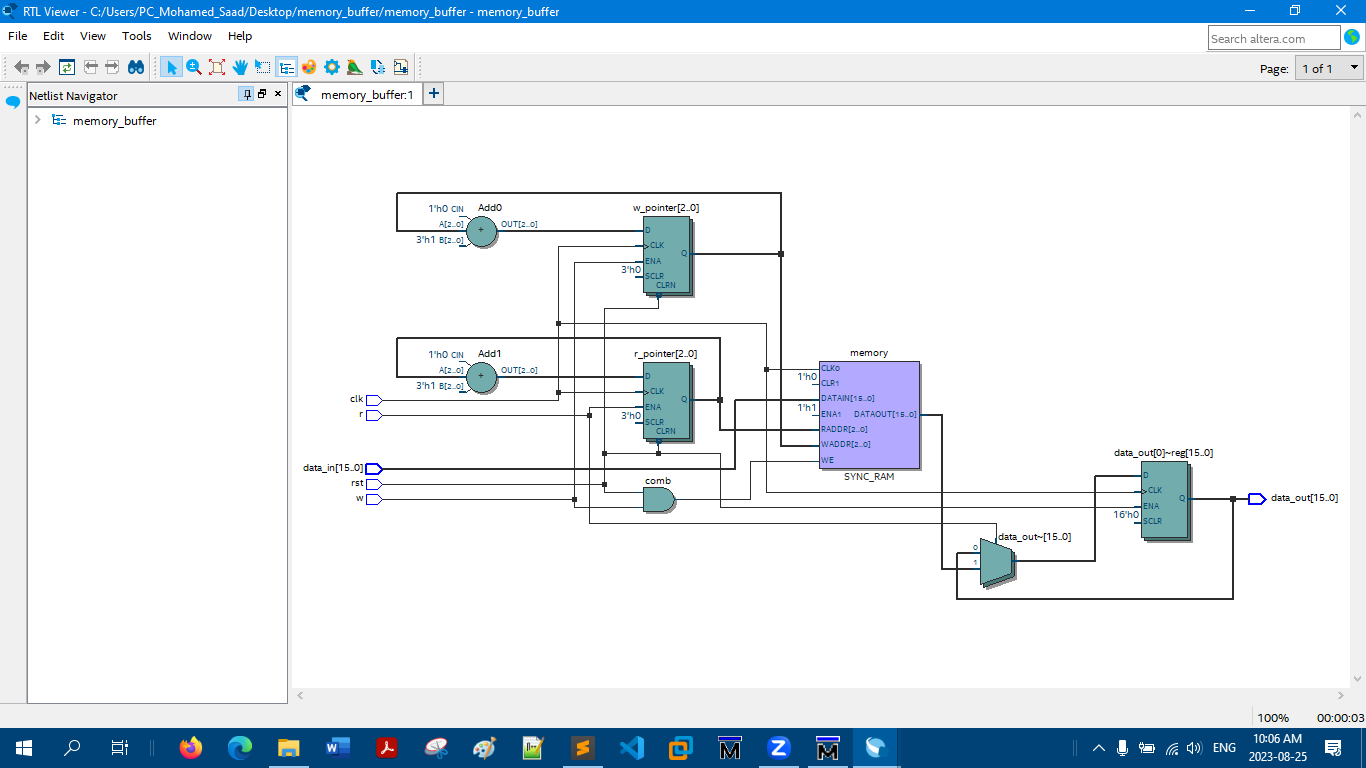 RTL Viewer - C:/Users/PC_Mohamed_Saad/Desktop/memory_buffer/memory_buffer - memory_buffer
File Edit View Tools Window Help
Search altera.com
Page: 1 of 1
Netlist Navigator
memory_buffer:1
memory_buffer
1'h0 CIN
Add0
A[2..0]
OUT[2..0]
3'h1 B[2..0]
+
w_pointer[2..0]
D
CLK
ENA
Q
3'h0
SCLR
CLRN
1'h0 CIN
Add1
A[2..0]
OUT[2..0]
3'h1 B[2..0]
+
r_pointer[2..0]
D
CLK
ENA
Q
3'h0
SCLR
CLRN
clk
r
data_in[15..0]
rst
w
comb
memory
CLK0
1'h0
CLR1
DATAIN[15..0]
1'h1
ENA1 DATAOUT[15..0]
RADDR[2..0]
WADDR[2..0]
WE
SYNC_RAM
data_out~[15..0]
0
1
data_out[0]~reg[15..0]
D
CLK
Q
ENA
16'h0
SCLR
data_out[15..0]
100% 00:00:03
ENG
10:06 AM
2023-08-25